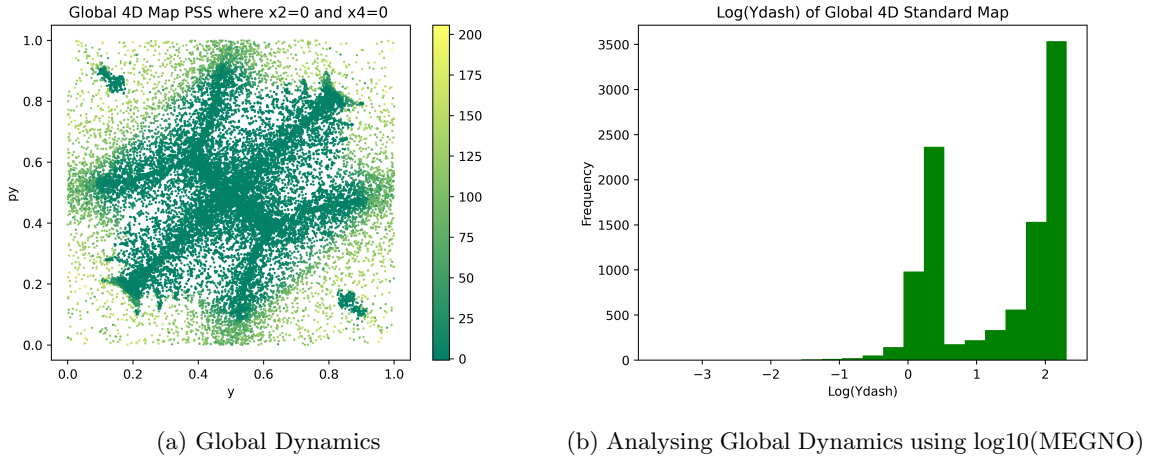 Global 4D Map PSS where x2=0 and x4=0
py
1.0
0.8
0.6
0.4
0.2
0.0
0.0 0.2 0.4 0.6 0.8 1.0
y
200
175
150
125
100
75
50
25
0
(a) Global Dynamics
Log(Ydash) of Global 4D Standard Map
Frequency
3500
3000
2500
2000
1500
1000
500
0
−3 −2 −1 0 1 2
Log(Ydash)
(b) Analysing Global Dynamics using log10(MEGNO)